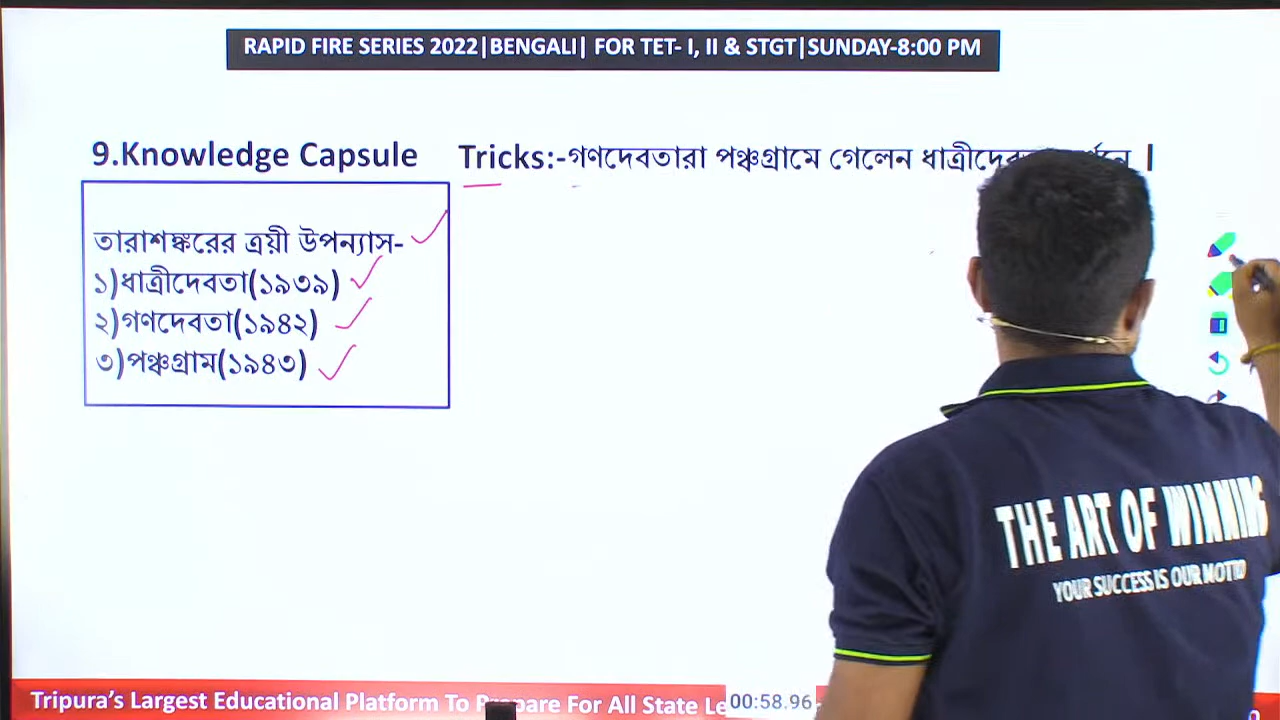 RAPID FIRE SERIES 2022|BENGALI| FOR TET- I, II & STGT|SUNDAY-8:00 PM
9.Knowledge Capsule
Tricks:-গণদেবতারা পঞ্চগ্রামে গেলেন
তারাশঙ্করের ত্রয়ী উপন্যাস-
১)ধাত্রীদেবতা(১৯৩৯)
২)গণদেবতা(১৯৪২)
৩)পঞ্চগ্রাম(১৯৪৩)
THE ART OF WINNING
YOUR SUCCESS IS OUR MOTTO
Tripura's Largest Educational Platform To Prepare For All State
00:58.96